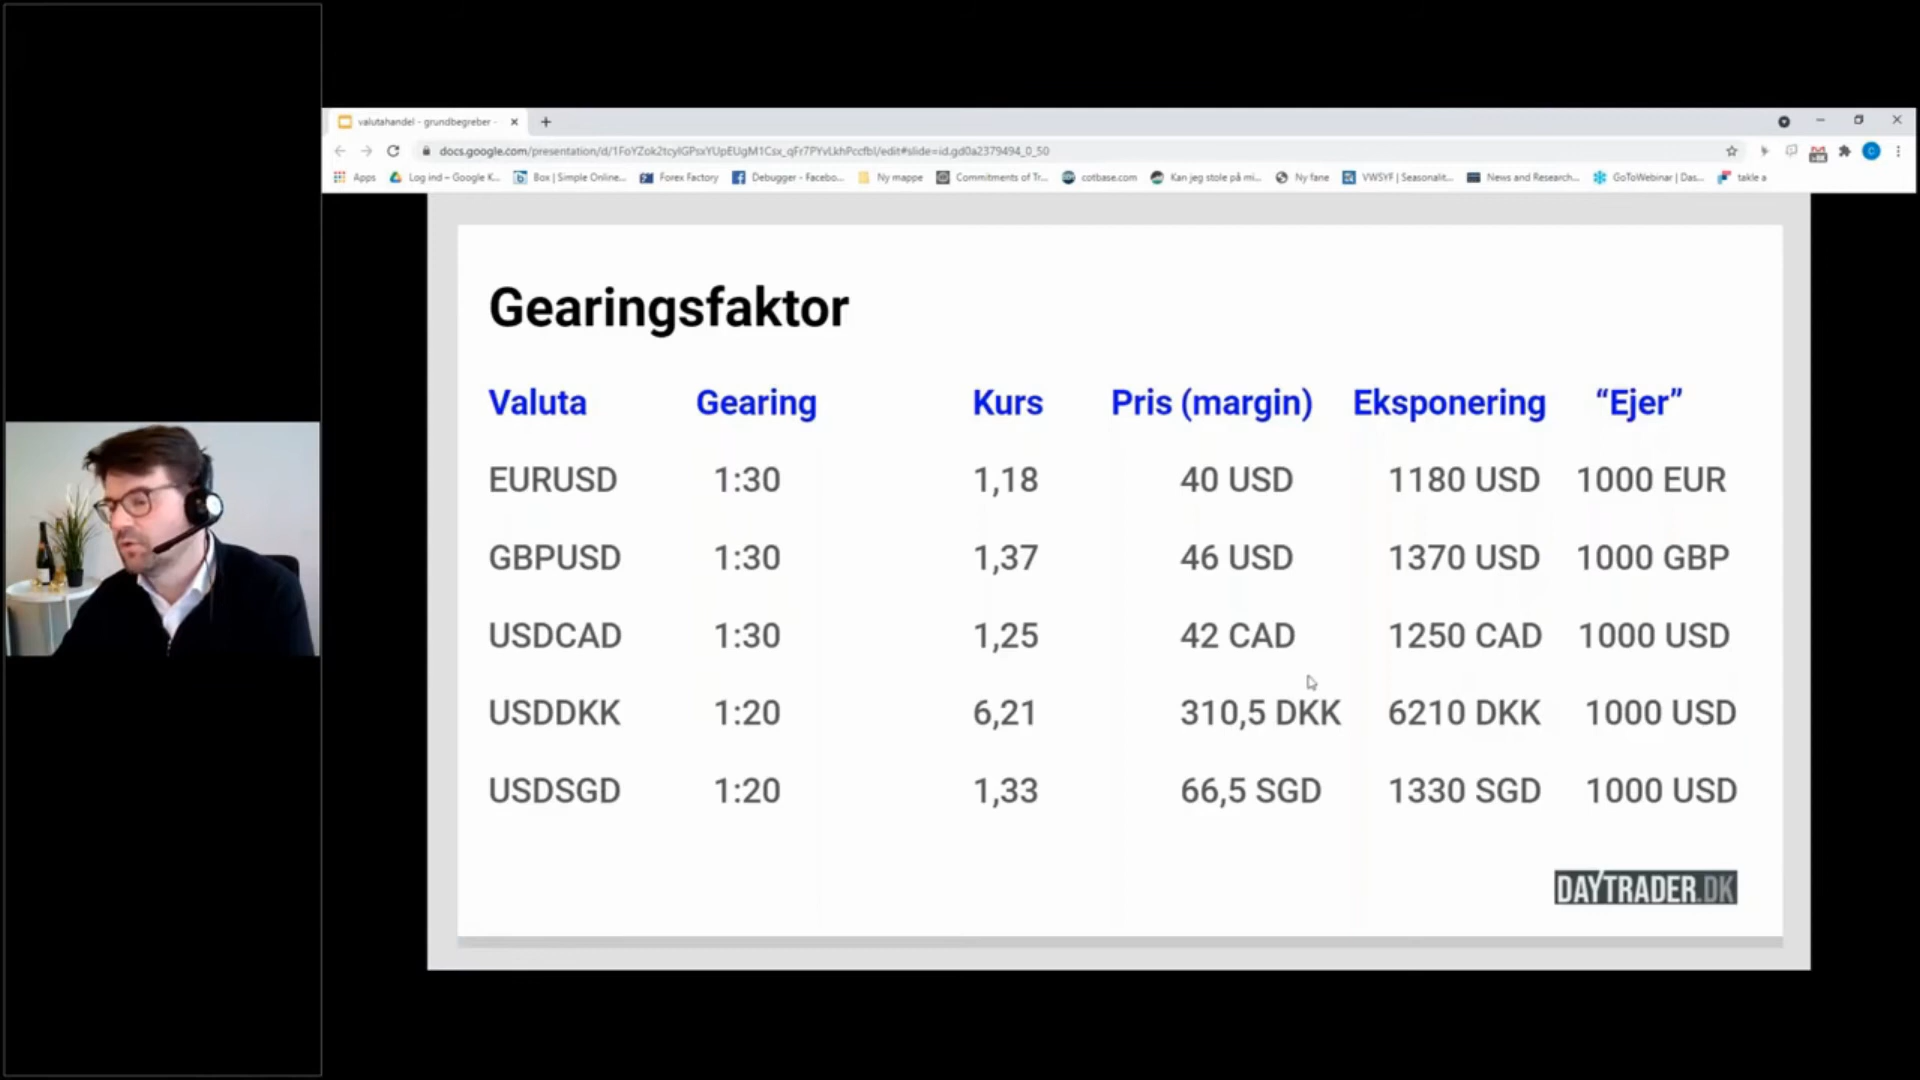 valutahandel - grundbegreber -
docs.google.com/presentation/d/1FoYZok2tcyIGPsxYUpEUgM1Csx_qFr7PYvLkhPccfbI/edit#slide=id.gd0a2379494_0_50
Apps Log ind – Google K... Box | Simple Online... Forex Factory Debugger - Facebo... Ny mappe Commitments of Tr... cotbase.com Kan jeg stole på mi... Ny fane VWSYF | Seasonalit... News and Research... GoToWebinar | Das... takle a
Gearingsfaktor
Valuta Gearing Kurs Pris (margin) Eksponering “Ejer”
EURUSD 1:30 1,18 40 USD 1180 USD 1000 EUR
GBPUSD 1:30 1,37 46 USD 1370 USD 1000 GBP
USDCAD 1:30 1,25 42 CAD 1250 CAD 1000 USD
USDDKK 1:20 6,21 310,5 DKK 6210 DKK 1000 USD
USDSGD 1:20 1,33 66,5 SGD 1330 SGD 1000 USD
DAYTRADER.DK